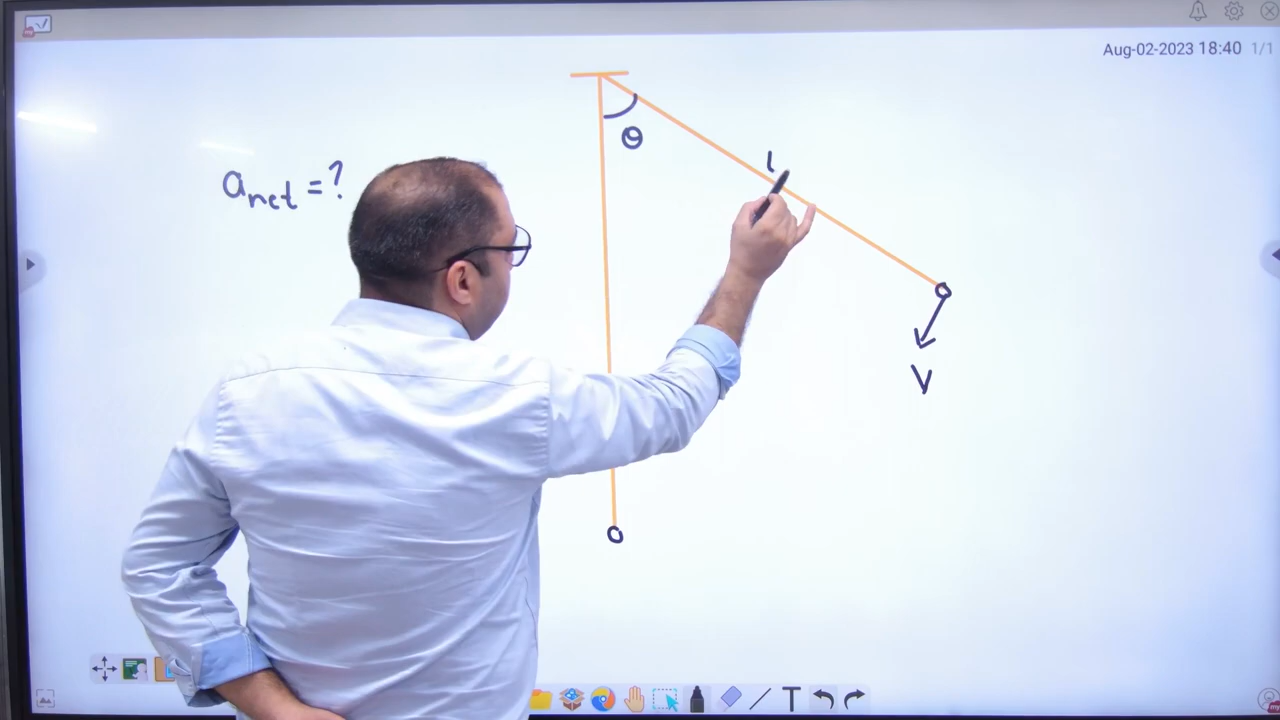 Aug-02-2023 18:40 1/1
θ
l
a_net = ?
V
T